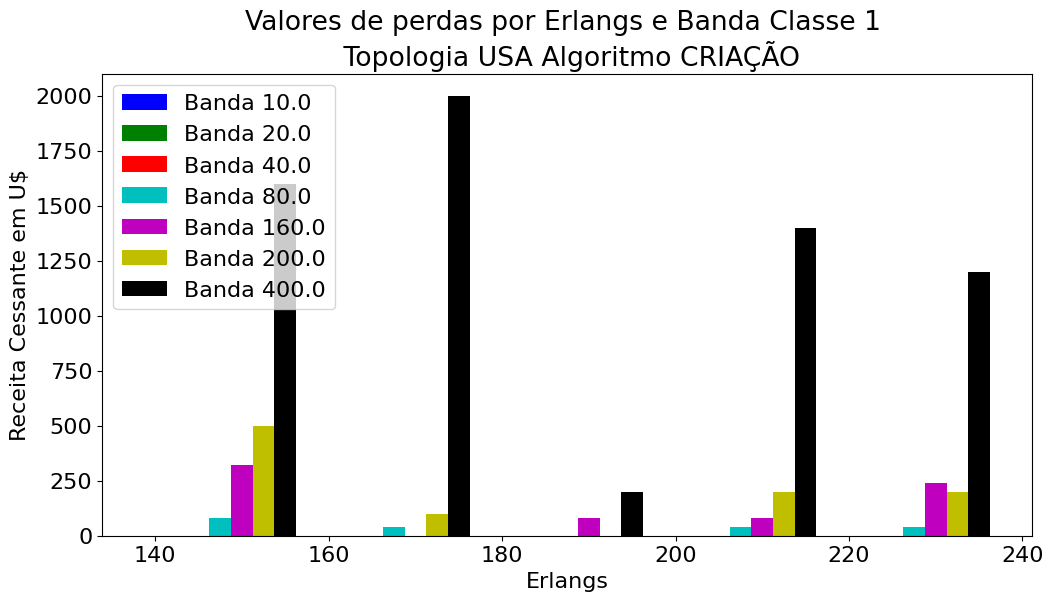 Valores de perdas por Erlangs e Banda Classe 1
Topologia USA Algoritmo CRIAÇÃO
Banda 10.0
Banda 20.0
Banda 40.0
Banda 80.0
Banda 160.0
Banda 200.0
Banda 400.0
Receita Cessante em U$
2000
1750
1500
1250
1000
750
500
250
0
140 160 180 200 220 240
Erlangs